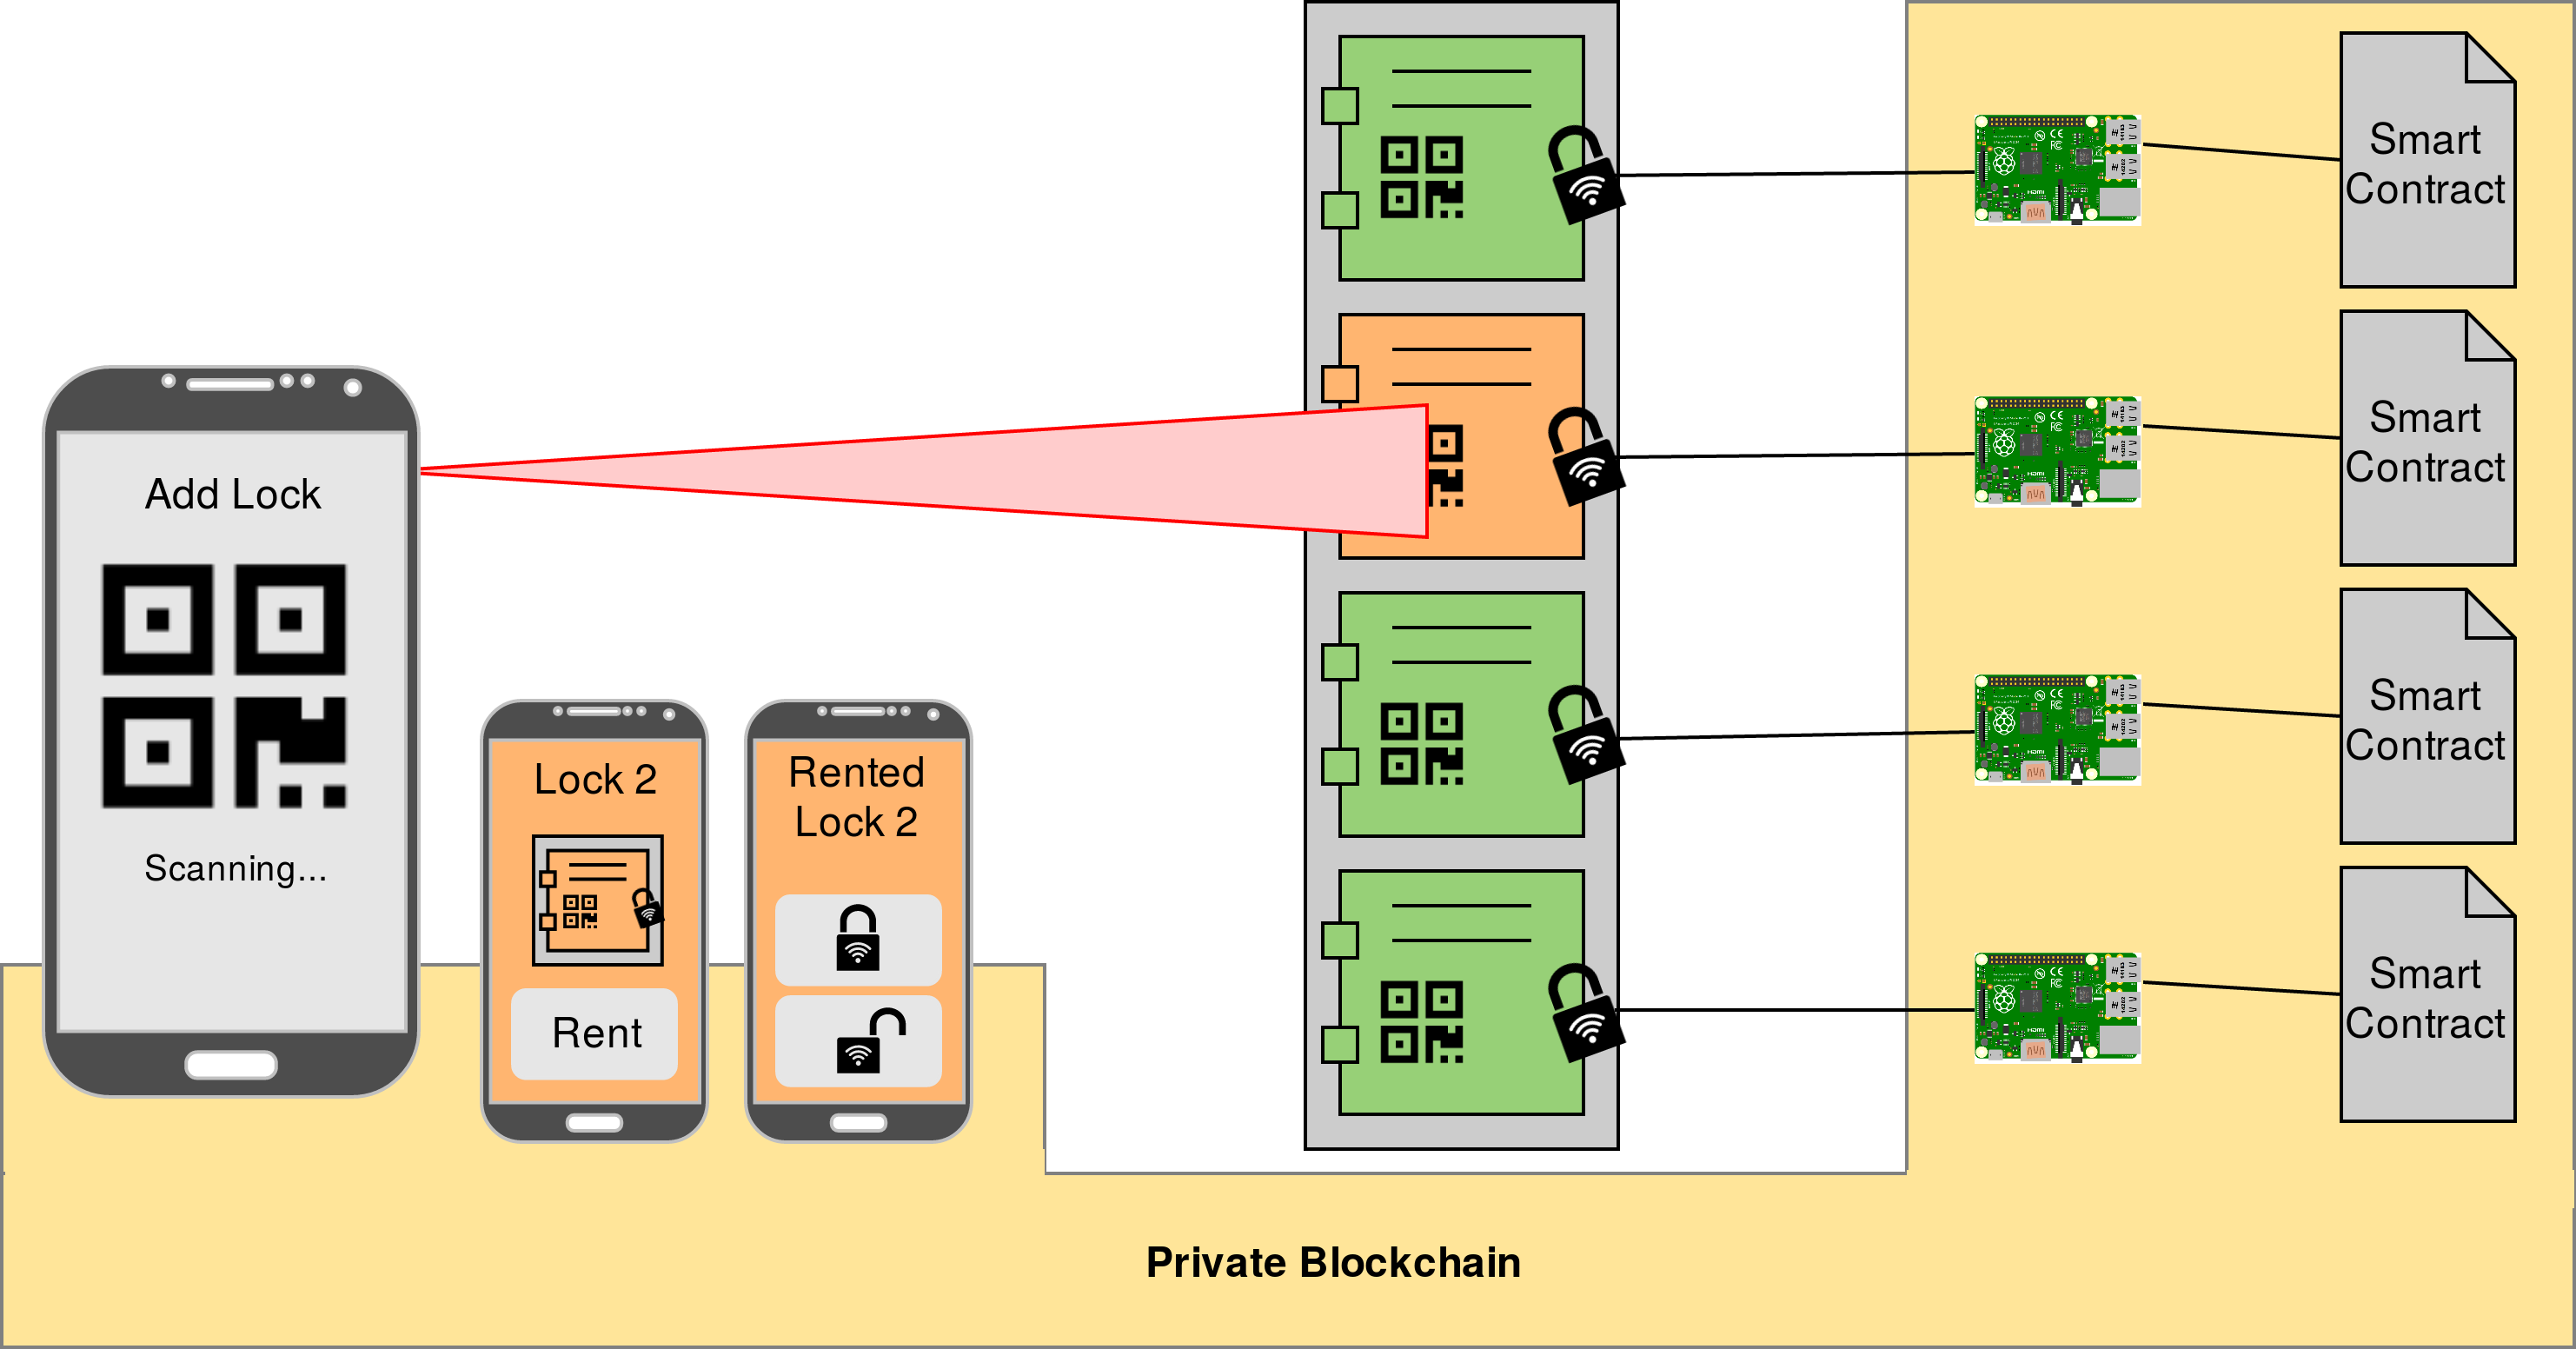 Add Lock
Scanning...
Lock 2
Rent
Rented
Lock 2
Smart
Contract
Smart
Contract
Smart
Contract
Smart
Contract
Private Blockchain